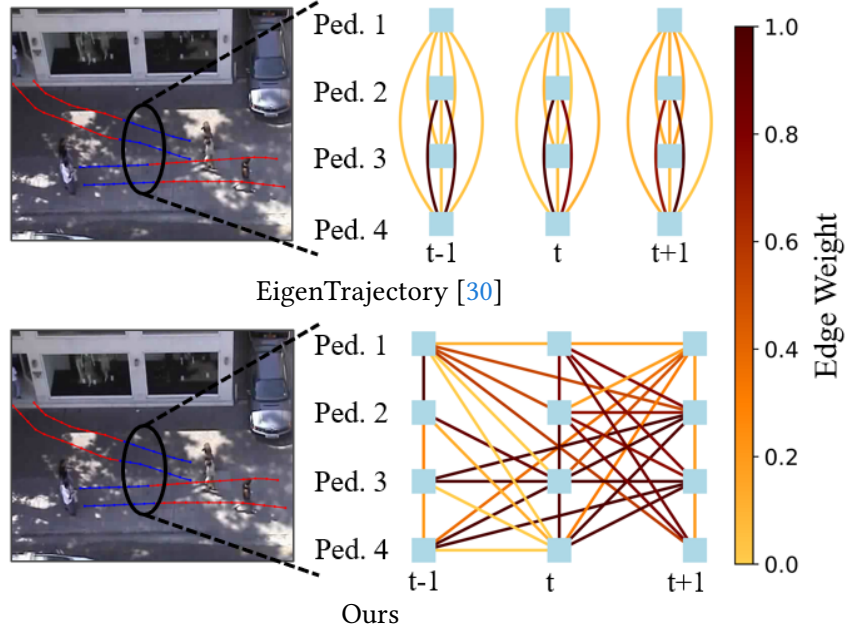 Ped. 1
Ped. 2
Ped. 3
Ped. 4
t-1 t t+1
EigenTrajectory [30]
Ped. 1
Ped. 2
Ped. 3
Ped. 4
t-1 t t+1
Ours
1.0
0.8
0.6
0.4
0.2
0.0
Edge Weight